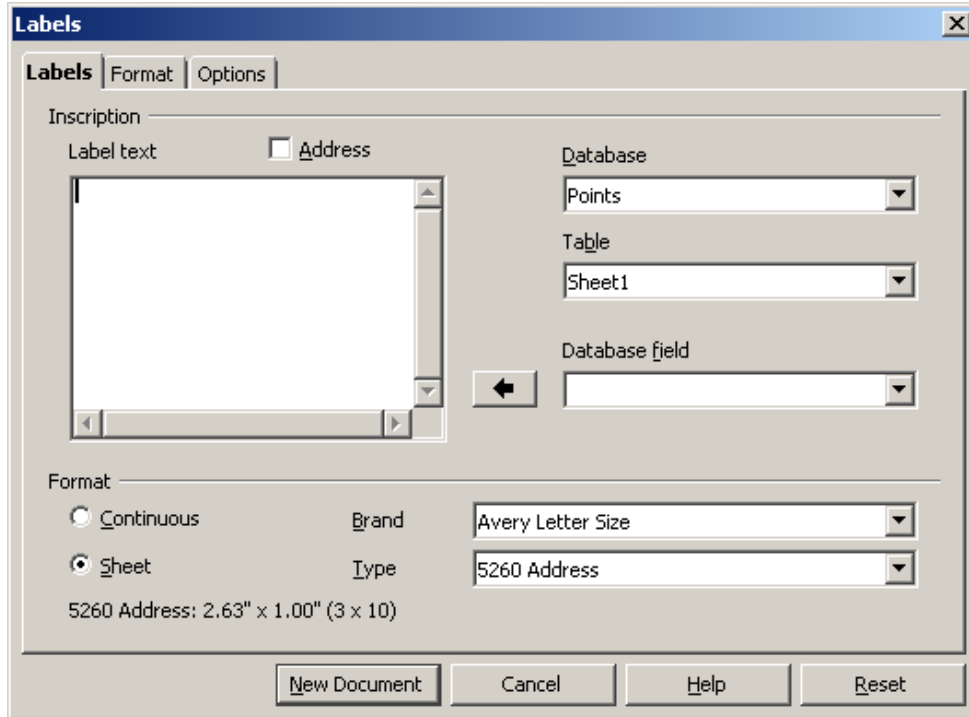 Labels
Labels Format Options
Inscription
Label text Address
Database
Points
Table
Sheet1
Database field
Format
Continuous Brand Avery Letter Size
Sheet Type 5260 Address
5260 Address: 2.63" x 1.00" (3 x 10)
New Document Cancel Help Reset